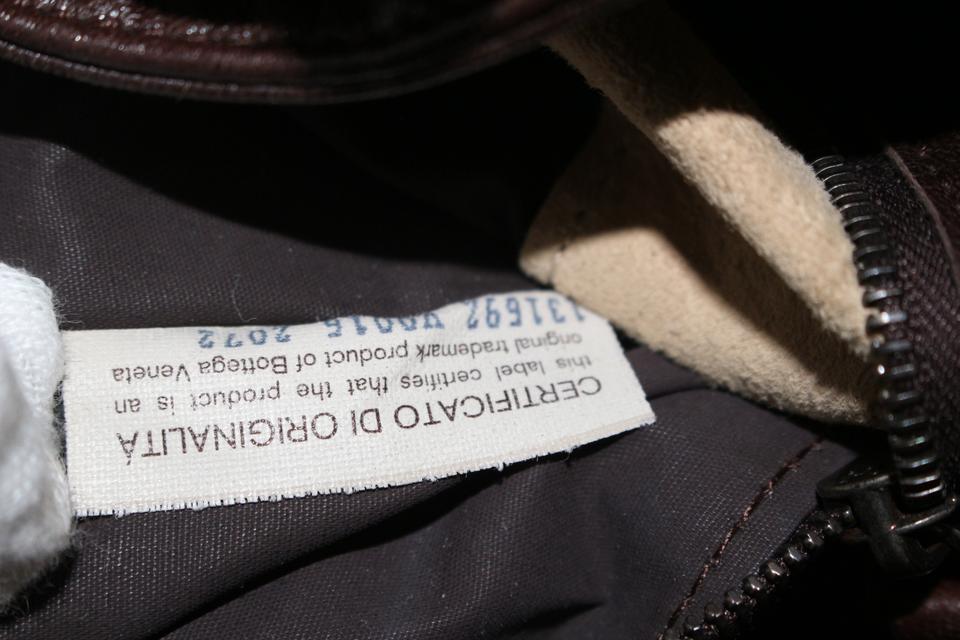 CERTIFICATO DI ORIGINALITÁ
this label certifies that the product is an
original trademark product of Bottega Veneta
131692 V0016 2072